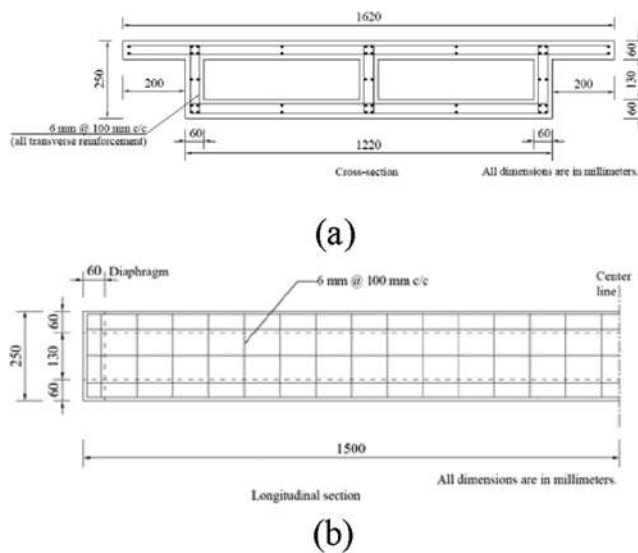 1620
250
200
60
130
60
200
6 mm @ 100 mm c/c
(all transverse reinforcement)
60
60
1220
Cross-section
All dimensions are in millimeters.
(a)
60
Diaphragm
6 mm @ 100 mm c/c
Center
line
250
60
130
60
1500
All dimensions are in millimeters.
Longitudinal section
(b)